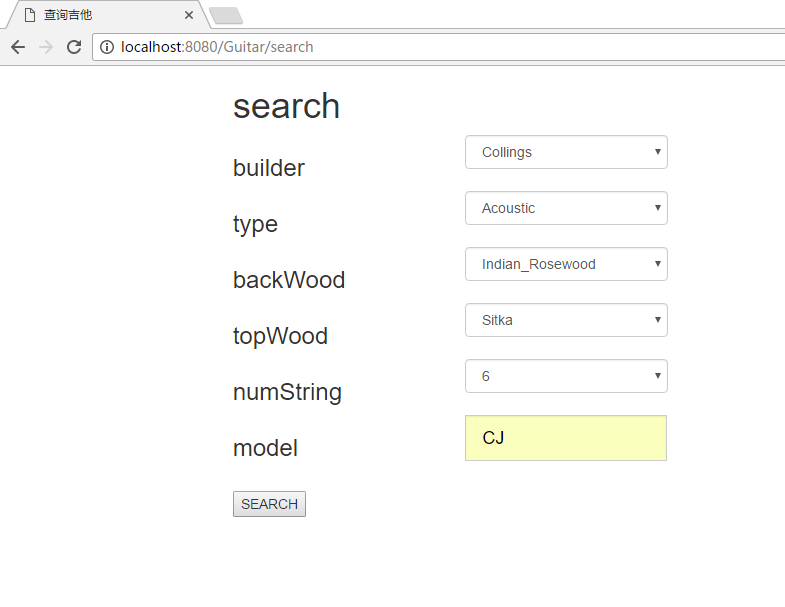 查询吉他
localhost:8080/Guitar/search
search
builder
Collings
type
Acoustic
backWood
Indian_Rosewood
topWood
Sitka
numString
6
model
CJ
SEARCH